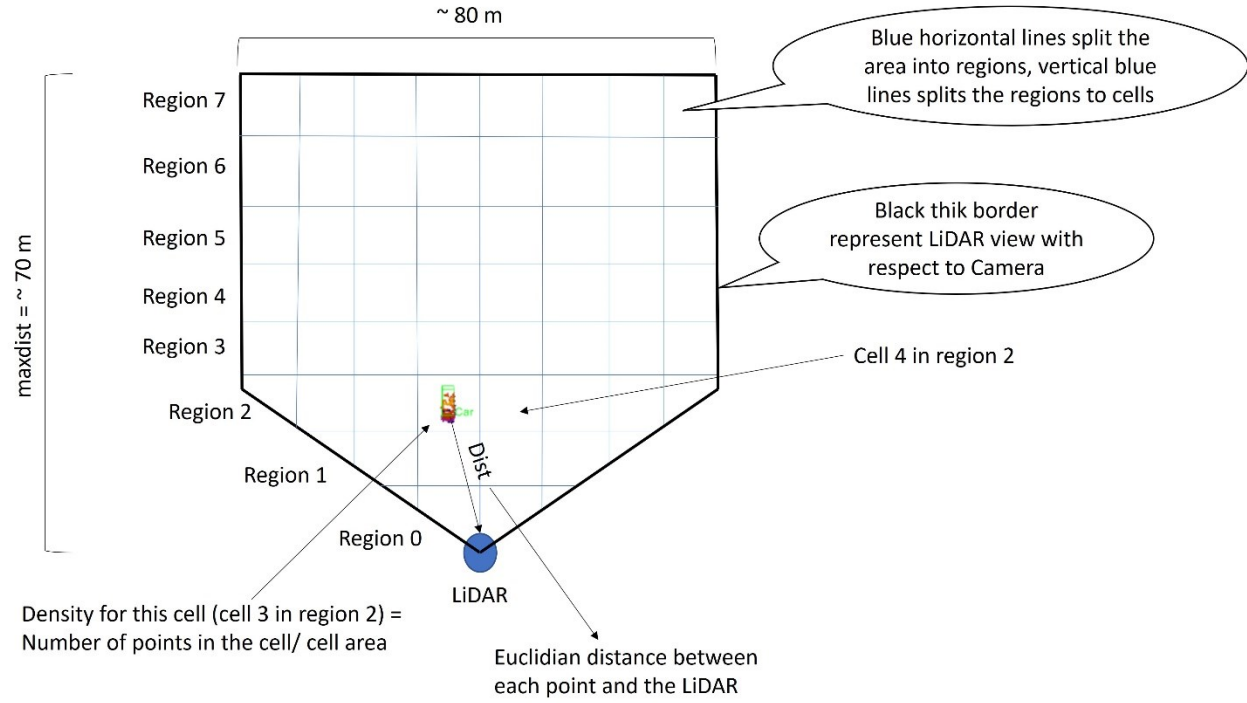 ~ 80 m
Blue horizontal lines split the
area into regions, vertical blue
lines splits the regions to cells
Region 7
Region 6
Region 5
Region 4
Region 3
Region 2
Region 1
Region 0
maxdist = ~ 70 m
Black thik border
represent LiDAR view with
respect to Camera
Cell 4 in region 2
Car
Dist
LiDAR
Density for this cell (cell 3 in region 2) =
Number of points in the cell/ cell area
Euclidian distance between
each point and the LiDAR